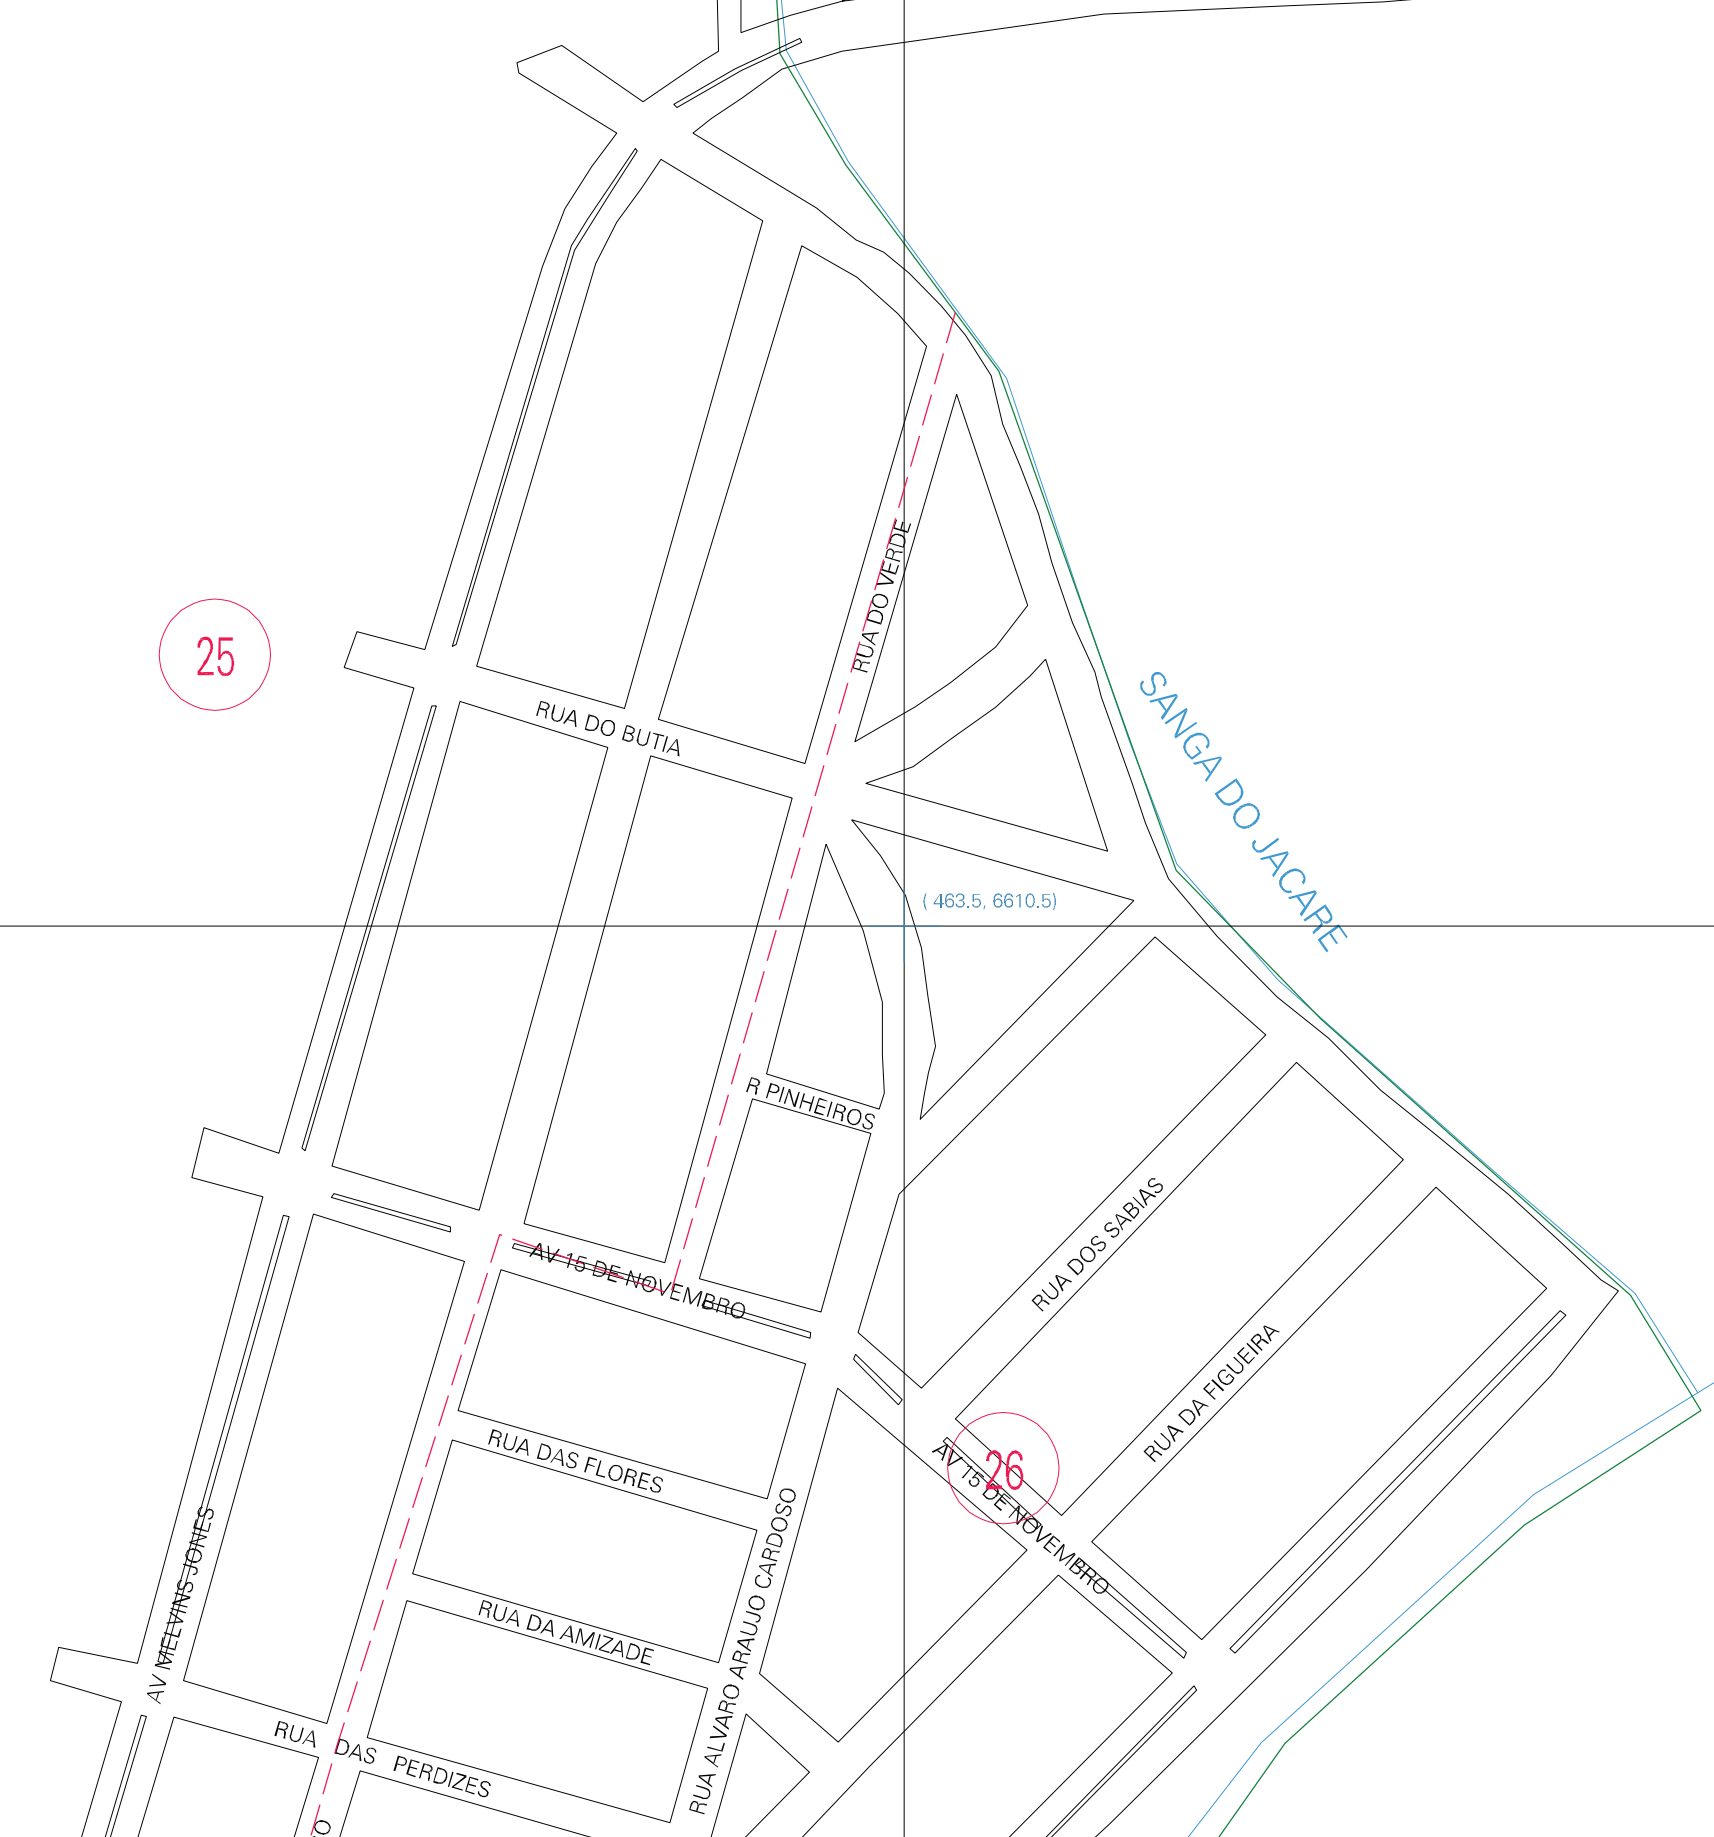 RUA DO VERDE
25
SANGA DO JACARE
RUA DO BUTIA
( 463.5, 6610.5)
R PINHEIROS
RUA DOS SABIAS
AV 15 DE NOVEMBRO
RUA DA FIGUEIRA
RUA DAS FLORES
26
AV 15 DE NOVEMBRO
AV MELVINS JONES
RUA ALVARO ARAUJO CARDOSO
RUA DA AMIZADE
RUA DAS PERDIZES